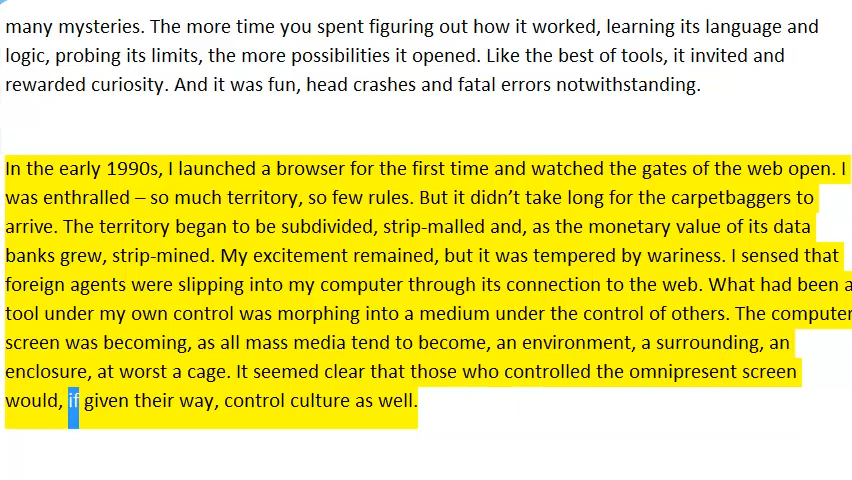 many mysteries. The more time you spent figuring out how it worked, learning its language and
logic, probing its limits, the more possibilities it opened. Like the best of tools, it invited and
rewarded curiosity. And it was fun, head crashes and fatal errors notwithstanding.
In the early 1990s, I launched a browser for the first time and watched the gates of the web open. I
was enthralled – so much territory, so few rules. But it didn’t take long for the carpetbaggers to
arrive. The territory began to be subdivided, strip-malled and, as the monetary value of its data
banks grew, strip-mined. My excitement remained, but it was tempered by wariness. I sensed that
foreign agents were slipping into my computer through its connection to the web. What had been a
tool under my own control was morphing into a medium under the control of others. The computer
screen was becoming, as all mass media tend to become, an environment, a surrounding, an
enclosure, at worst a cage. It seemed clear that those who controlled the omnipresent screen
would, if given their way, control culture as well.